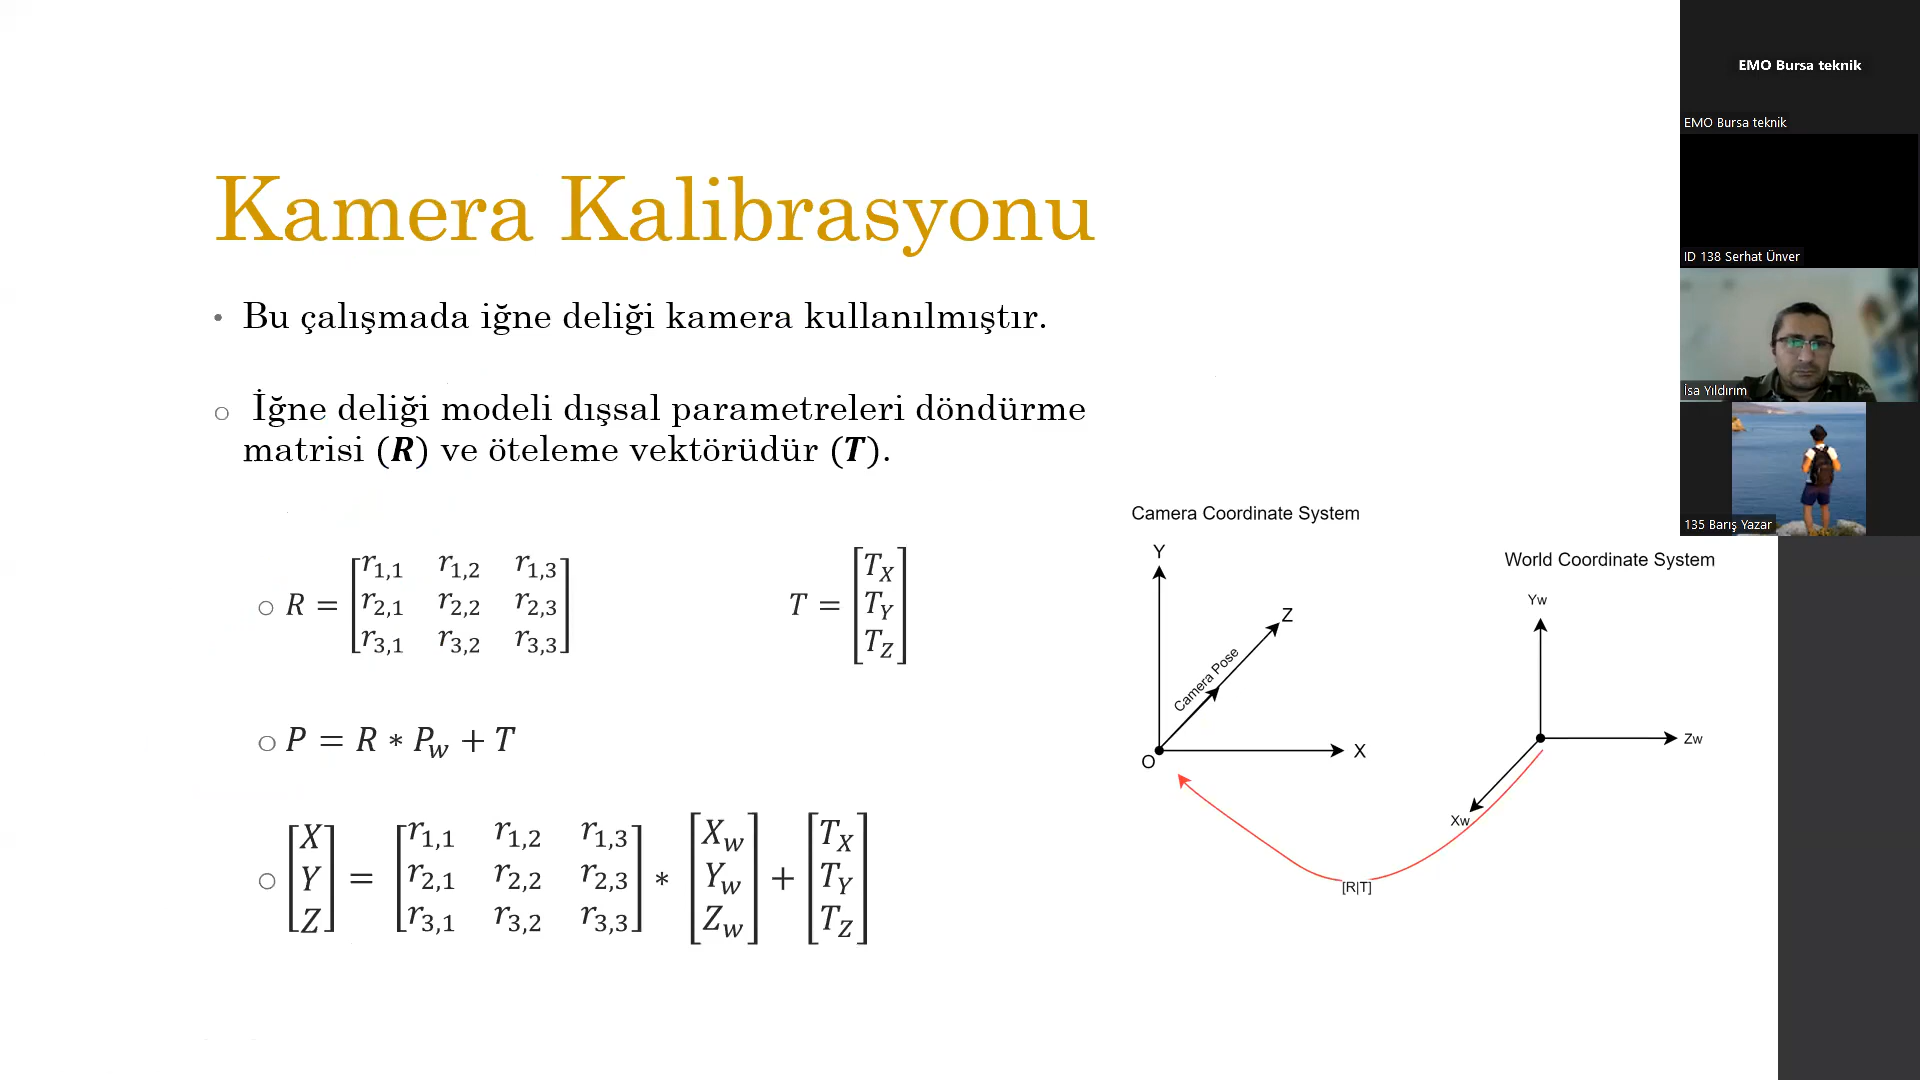 Kamera Kalibrasyonu
• Bu çalışmada iğne deliği kamera kullanılmıştır.
○ İğne deliği modeli dışsal parametreleri döndürme
matrisi (R) ve öteleme vektörüdür (T).
○ R = [r1,1 r1,2 r1,3
r2,1 r2,2 r2,3
r3,1 r3,2 r3,3]
T = [TX
TY
TZ]
○ P = R ∗ Pw + T
○ [X
Y
Z] = [r1,1 r1,2 r1,3
r2,1 r2,2 r2,3
r3,1 r3,2 r3,3] ∗ [Xw
Yw
Zw] + [TX
TY
TZ]
Camera Coordinate System
Y
Z
Camera Pose
O
X
World Coordinate System
Yw
Zw
Xw
[R|T]
EMO Bursa teknik
EMO Bursa teknik
ID 138 Serhat Ünver
İsa Yıldırım
135 Barış Yazar